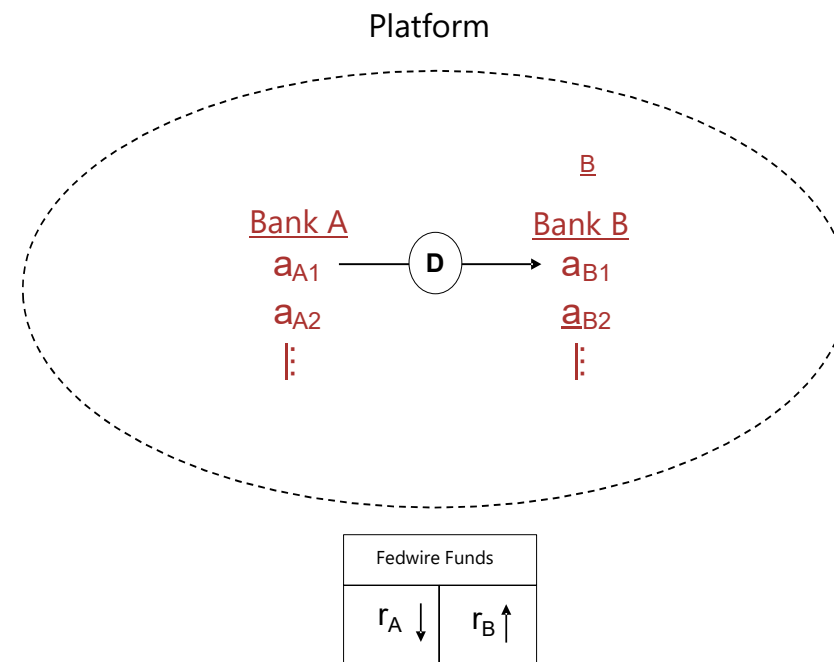 Platform
B
Bank A Bank B
aA1 D aB1
aA2 aB2
⋮ ⋮
Fedwire Funds
rA ↓ rB ↑